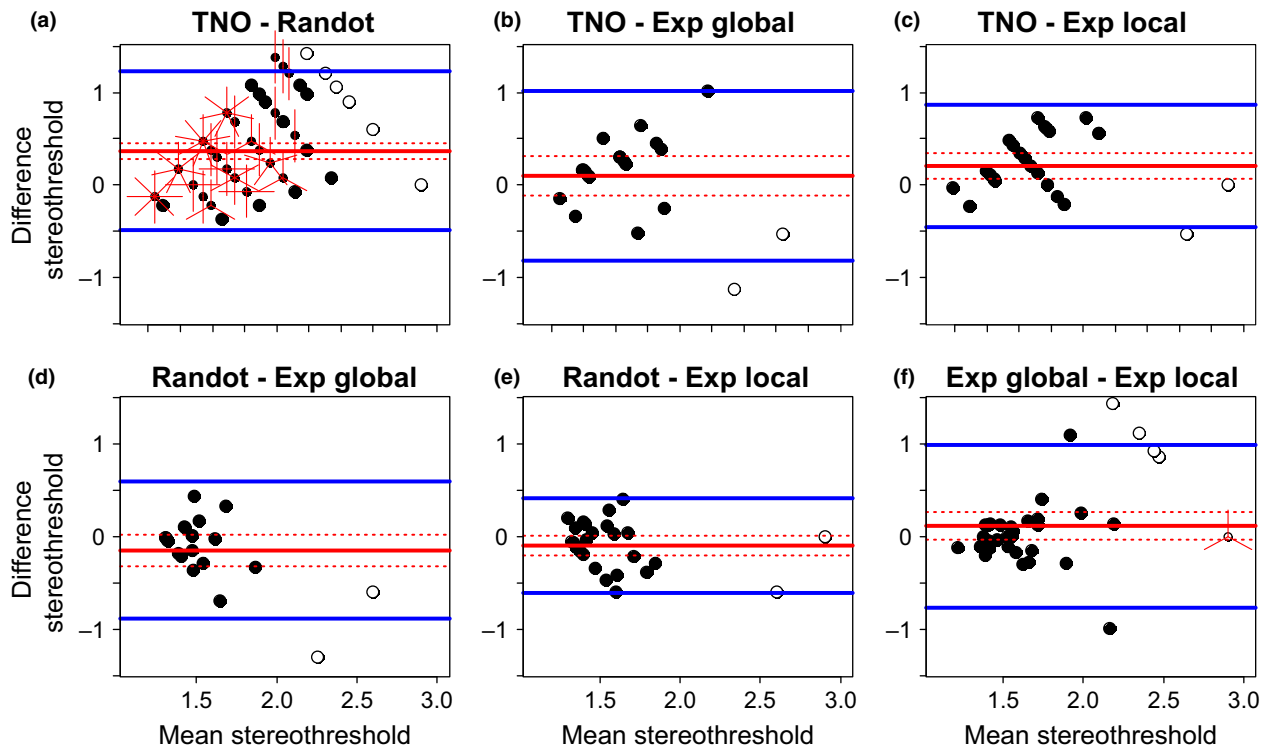 (a) TNO - Randot
(b) TNO - Exp global
(c) TNO - Exp local
Difference
stereothreshold
1
0
–1
1
0
–1
1
0
–1
(d) Randot - Exp global
(e) Randot - Exp local
(f) Exp global - Exp local
Difference
stereothreshold
1
0
–1
1
0
–1
1
0
–1
1.5 2.0 2.5 3.0
1.5 2.0 2.5 3.0
1.5 2.0 2.5 3.0
Mean stereothreshold
Mean stereothreshold
Mean stereothreshold